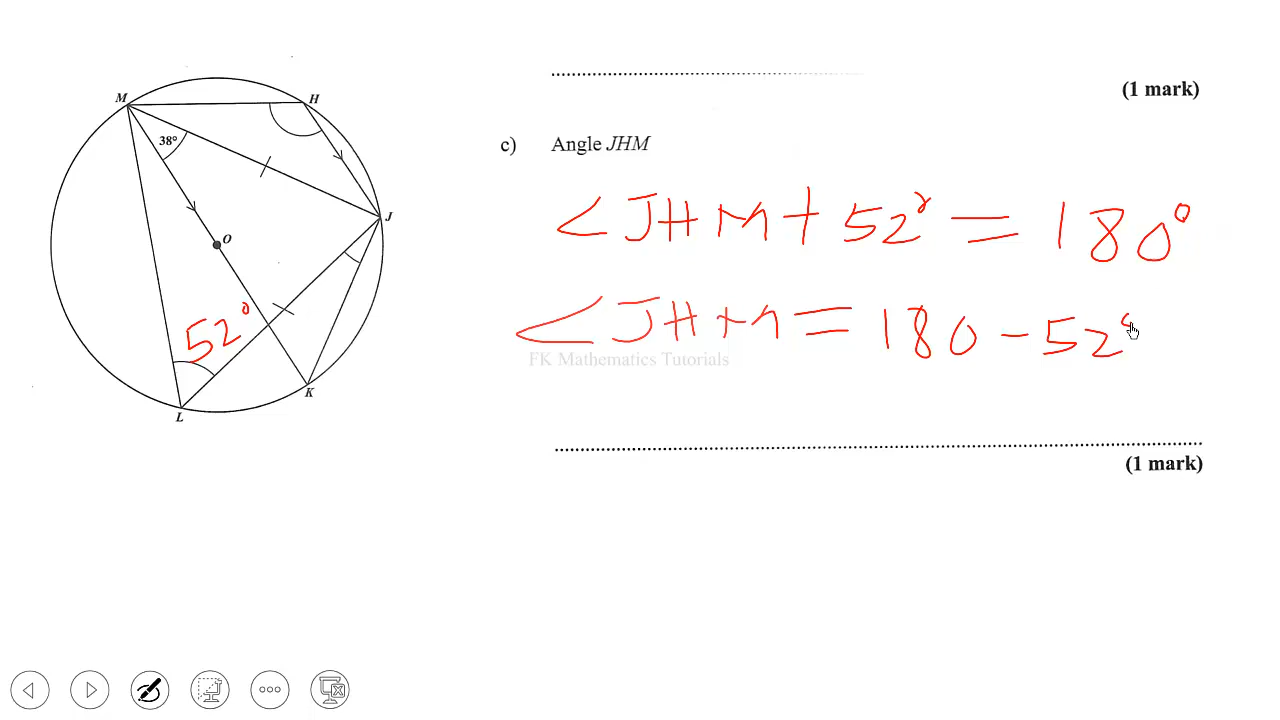 (1 mark)
c) Angle JHM
<JHM + 52° = 180°
<JHM = 180 - 52°
FK Mathematics Tutorials
(1 mark)
M
H
38°
J
O
52°
K
L